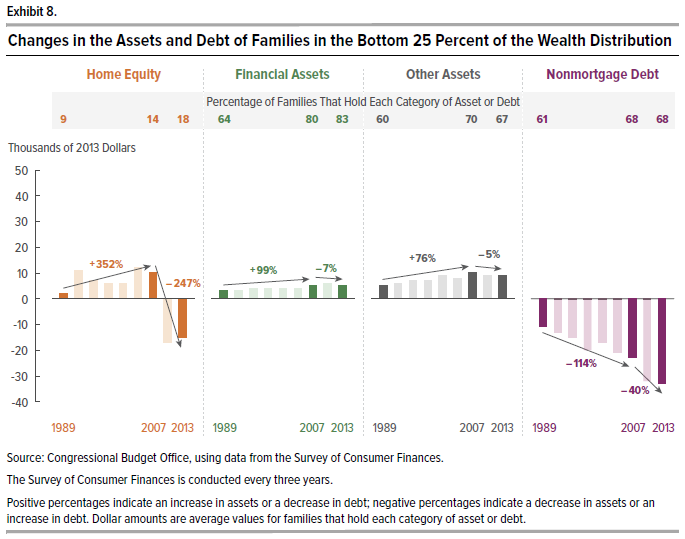 Exhibit 8.
Changes in the Assets and Debt of Families in the Bottom 25 Percent of the Wealth Distribution
Home Equity Financial Assets Other Assets Nonmortgage Debt
Percentage of Families That Hold Each Category of Asset or Debt
9 14 18 64 80 83 60 70 67 61 68 68
Thousands of 2013 Dollars
50
40
30
20
10
0
-10
-20
-30
-40
+352% −247%
+99% −7%
+76% −5%
−114% −40%
1989 2007 2013 1989 2007 2013 1989 2007 2013 1989 2007 2013
Source: Congressional Budget Office, using data from the Survey of Consumer Finances.
The Survey of Consumer Finances is conducted every three years.
Positive percentages indicate an increase in assets or a decrease in debt; negative percentages indicate a decrease in assets or an
increase in debt. Dollar amounts are average values for families that hold each category of asset or debt.